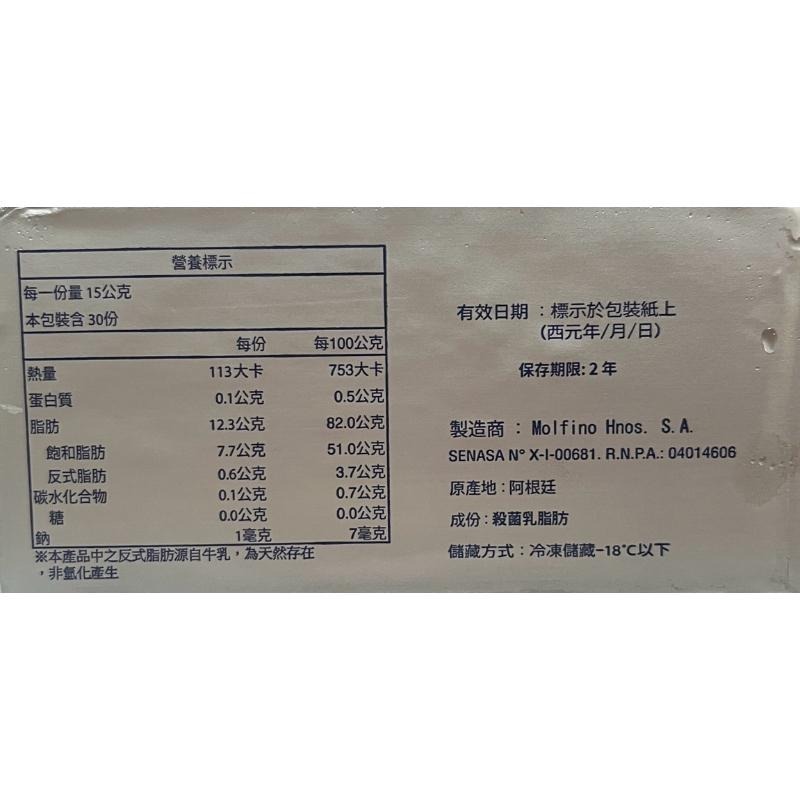 營養標示
每一份量 15公克
本包裝含 30份
每份 每100公克
熱量 113大卡 753大卡
蛋白質 0.1公克 0.5公克
脂肪 12.3公克 82.0公克
飽和脂肪 7.7公克 51.0公克
反式脂肪 0.6公克 3.7公克
碳水化合物 0.1公克 0.7公克
糖 0.0公克 0.0公克
鈉 1毫克 7毫克
※本產品中之反式脂肪源自牛乳，為天然存在
，非氫化產生
有效日期 ：標示於包裝紙上
(西元年/月/日)
保存期限: 2 年
製造商 ： Molfino Hnos. S.A.
SENASA N° X-I-00681. R.N.P.A.: 04014606
原產地 : 阿根廷
成份 : 殺菌乳脂肪
儲藏方式：冷凍儲藏-18°C以下